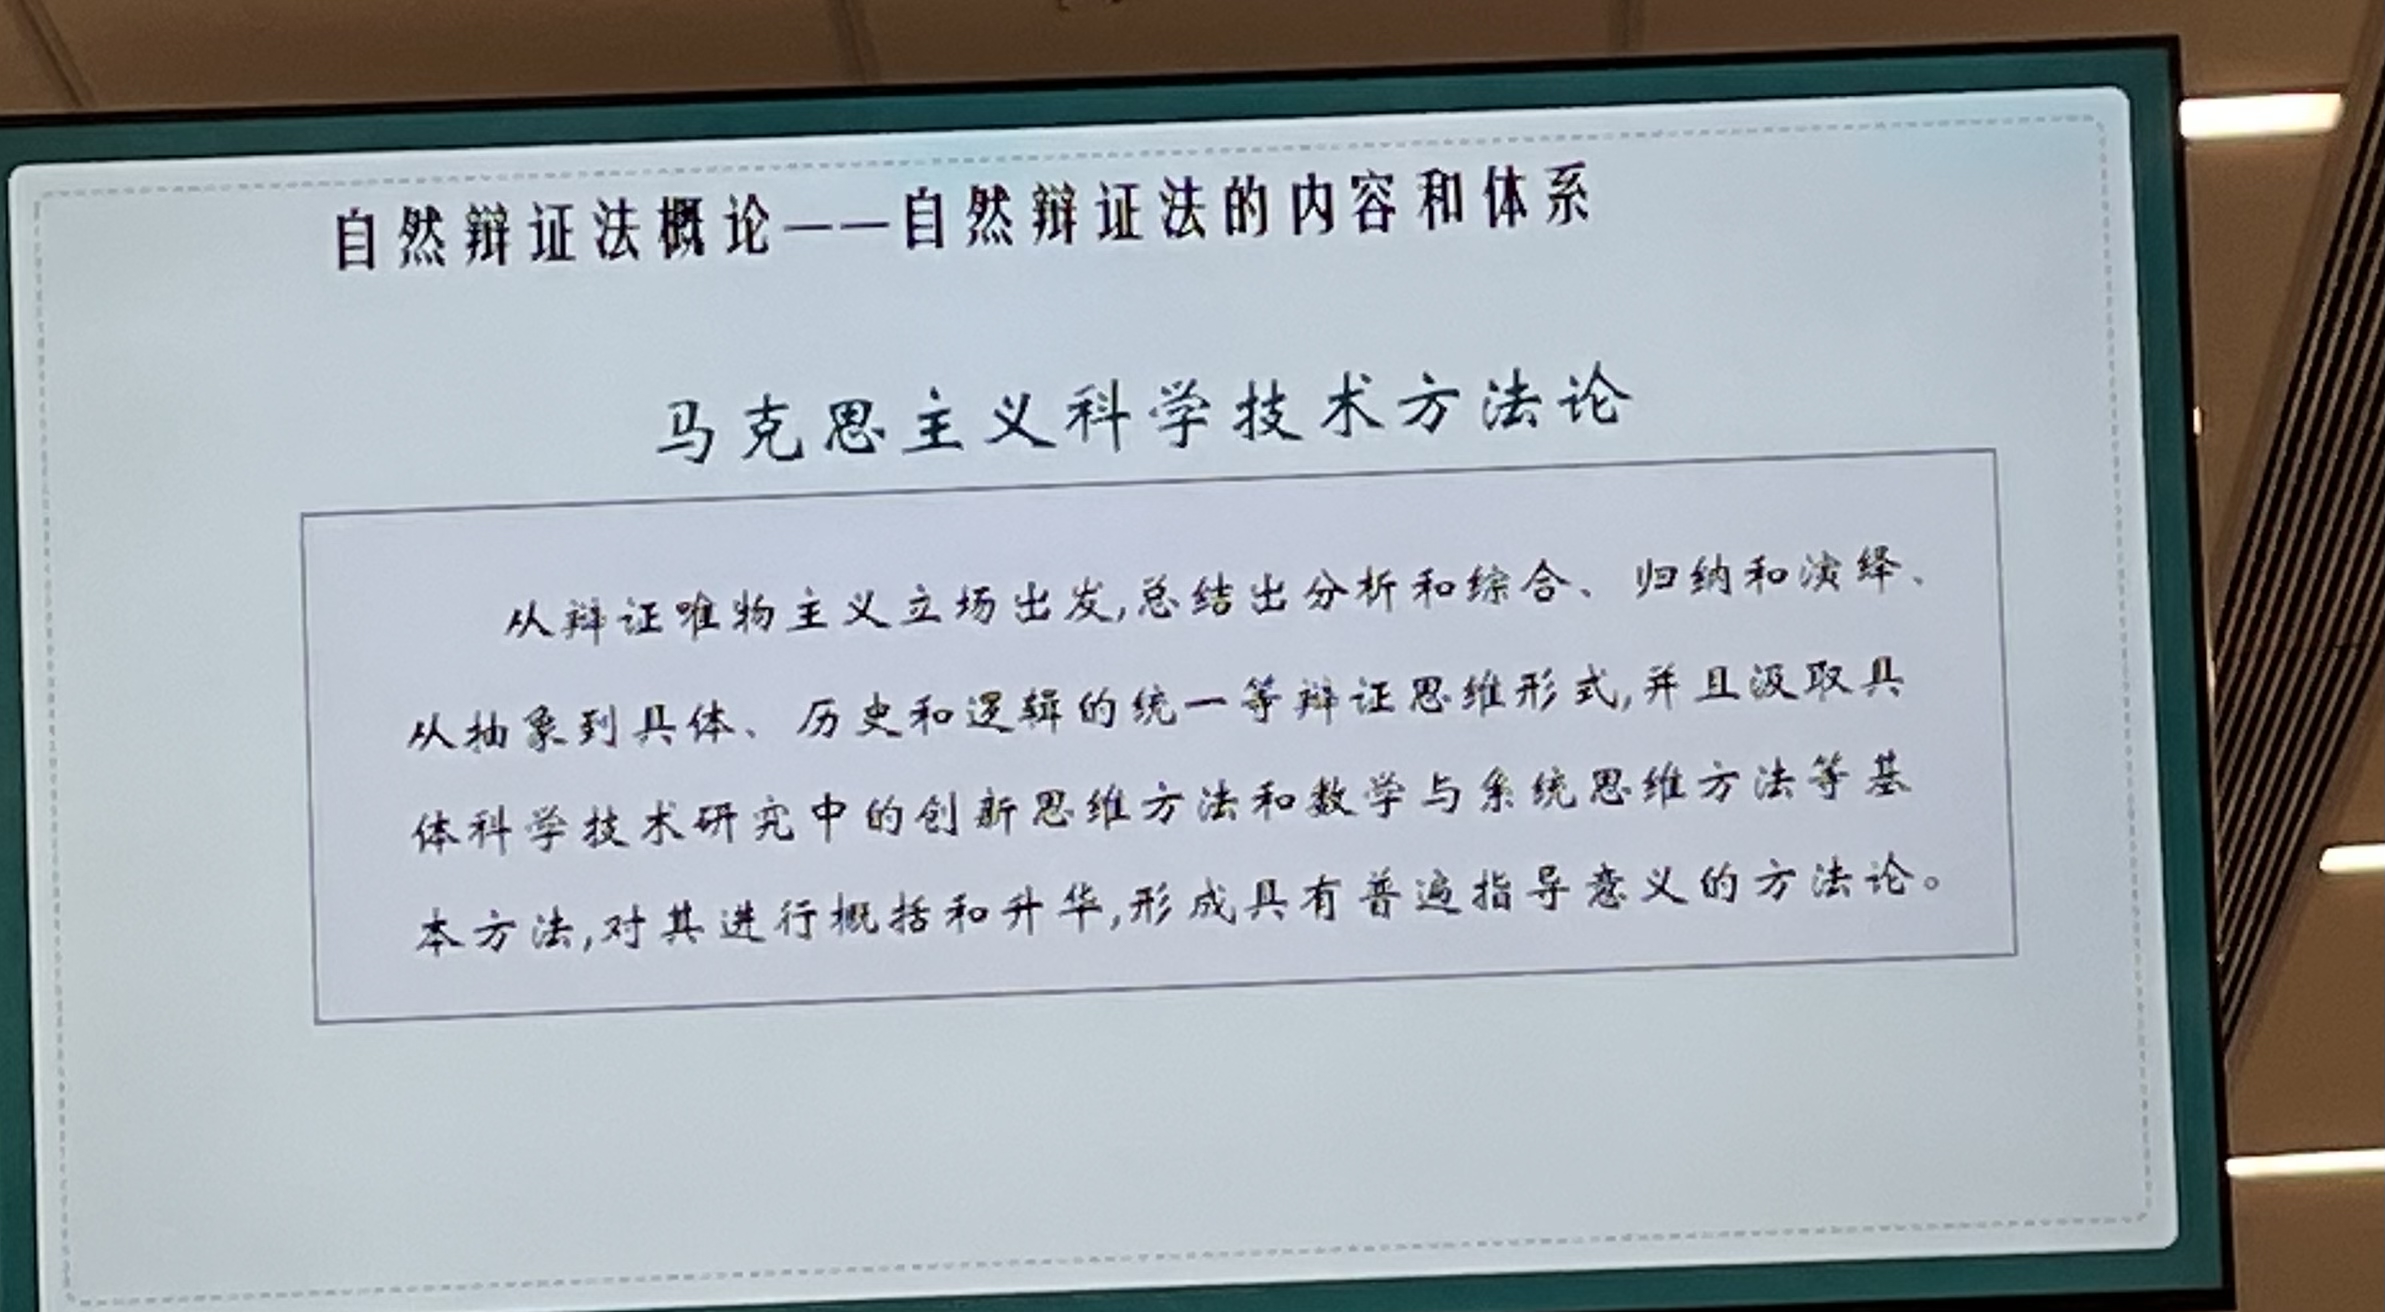 自然辩证法概论——自然辩证法的内容和体系
马克思主义科学技术方法论
从辩证唯物主义立场出发,总结出分析和综合、归纳和演绎、
从抽象到具体、历史和逻辑的统一等辩证思维形式,并且汲取具
体科学技术研究中的创新思维方法和数学与系统思维方法等基
本方法,对其进行概括和升华,形成具有普遍指导意义的方法论。